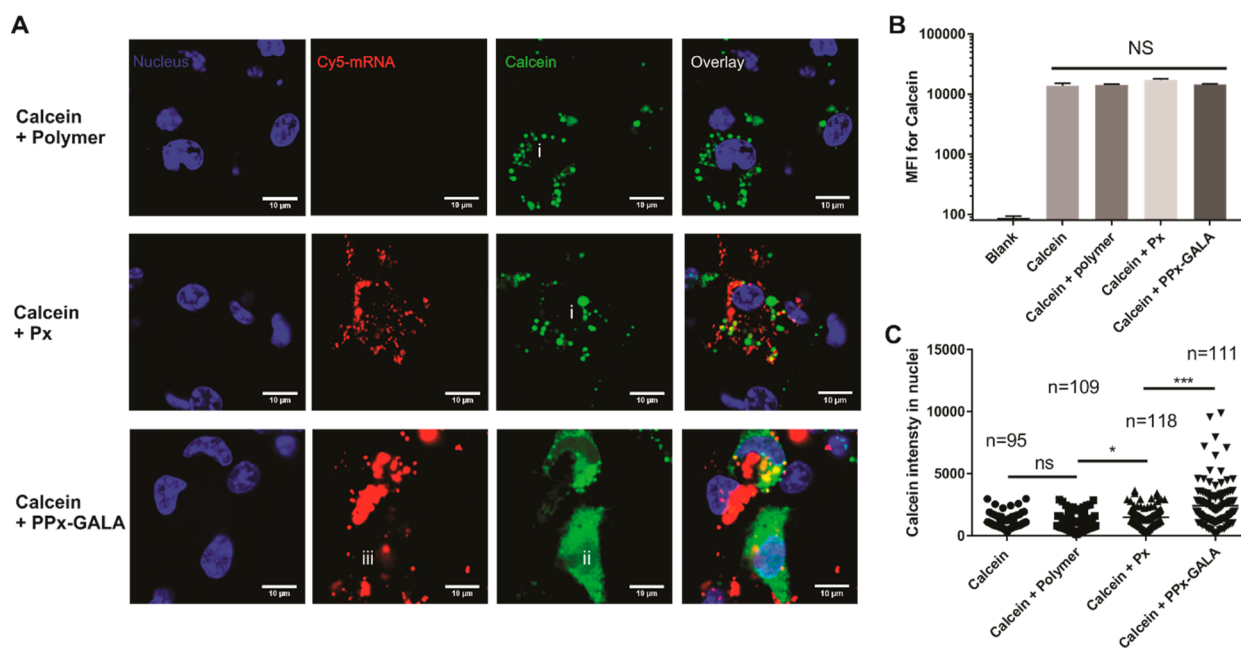 A
Nucleus
Cy5-mRNA
Calcein
Overlay
Calcein
+ Polymer
i
10 µm
10 µm
10 µm
10 µm
Calcein
+ Px
i
10 µm
10 µm
10 µm
10 µm
Calcein
+ PPx-GALA
iii
ii
10 µm
10 µm
10 µm
10 µm
B
MFI for Calcein
100000
10000
1000
100
NS
Blank
Calcein
Calcein + polymer
Calcein + Px
Calcein + PPx-GALA
C
Calcein intensty in nuclei
15000
10000
5000
0
n=95
n=109
n=118
n=111
ns
*
***
Calcein
Calcein + Polymer
Calcein + Px
Calcein + PPx-GALA